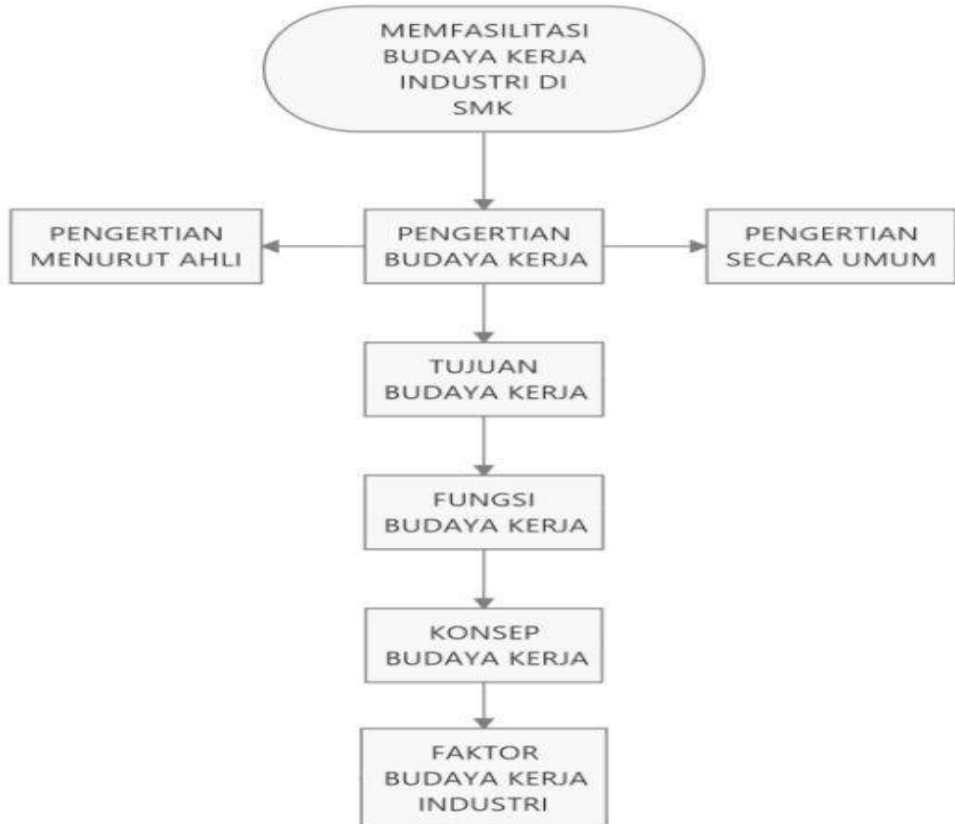 MEMFASILITASI
BUDAYA KERJA
INDUSTRI DI
SMK
PENGERTIAN
MENURUT AHLI
PENGERTIAN
BUDAYA KERJA
PENGERTIAN
SECARA UMUM
TUJUAN
BUDAYA KERJA
FUNGSI
BUDAYA KERJA
KONSEP
BUDAYA KERJA
FAKTOR
BUDAYA KERJA
INDUSTRI